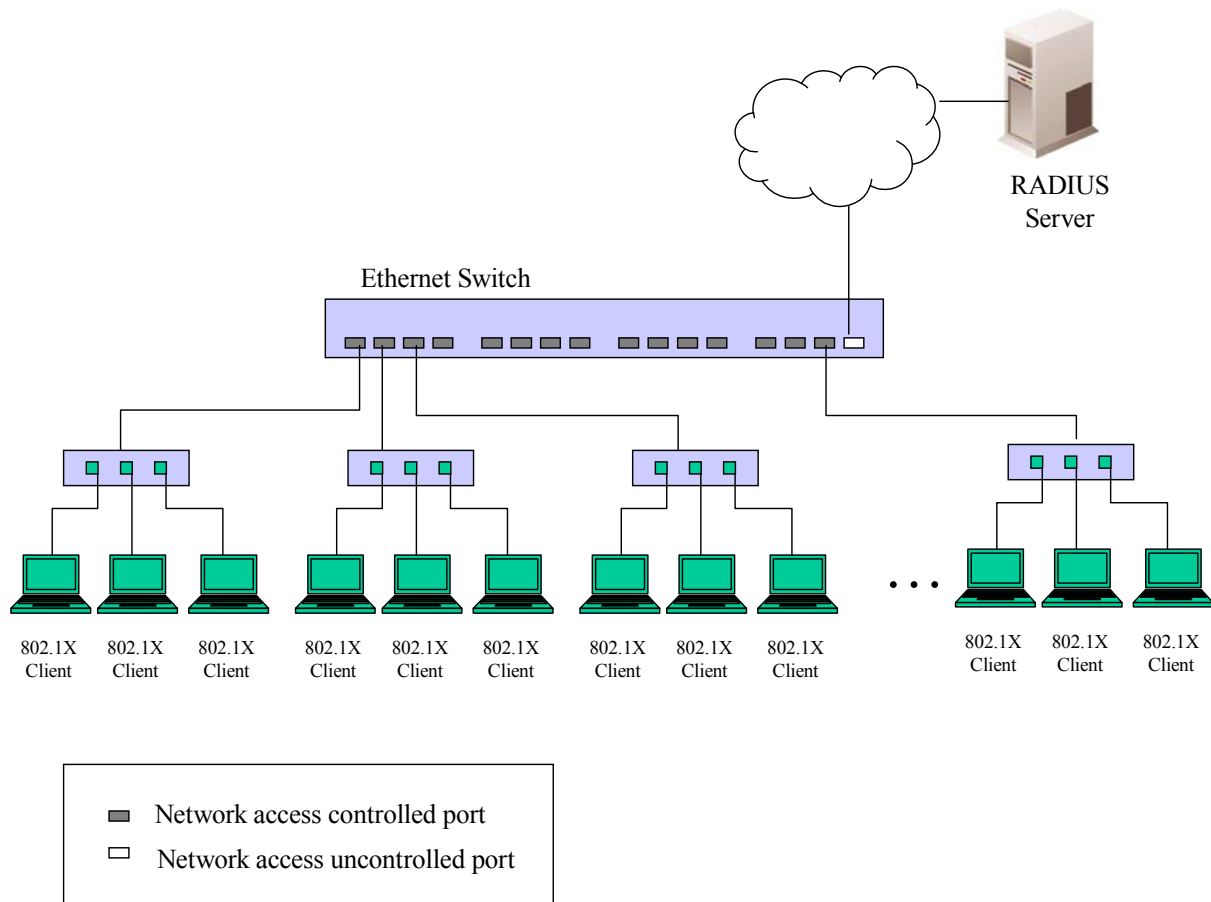 RADIUS
Server
Ethernet Switch
802.1X
Client
802.1X
Client
802.1X
Client
802.1X
Client
802.1X
Client
802.1X
Client
802.1X
Client
802.1X
Client
802.1X
Client
. . .
802.1X
Client
802.1X
Client
802.1X
Client
Network access controlled port
Network access uncontrolled port